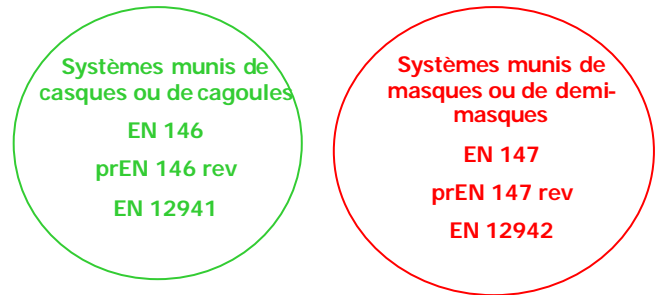 Systèmes munis de
casques ou de cagoules
EN 146
prEN 146 rev
EN 12941
Systèmes munis de
masques ou de demi-
masques
EN 147
prEN 147 rev
EN 12942